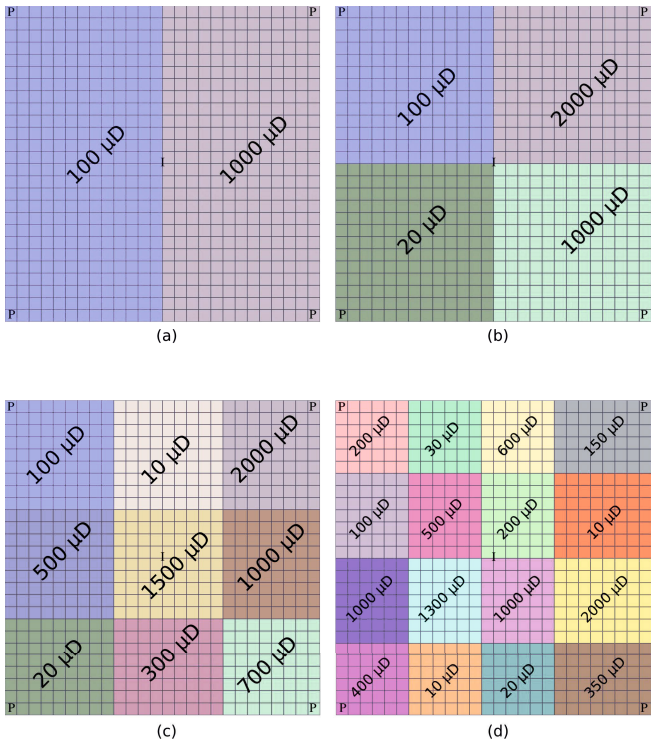 P P
100 µD 1000 µD
I
P P
(a)
P P
100 µD 2000 µD
I
20 µD 1000 µD
P P
(b)
P P
100 µD 10 µD 2000 µD
500 µD 1500 µD 1000 µD
I
20 µD 300 µD 700 µD
P P
(c)
P P
200 µD 30 µD 600 µD 150 µD
100 µD 500 µD 200 µD 10 µD
I
1000 µD 1300 µD 1000 µD 2000 µD
400 µD 10 µD 20 µD 350 µD
P P
(d)